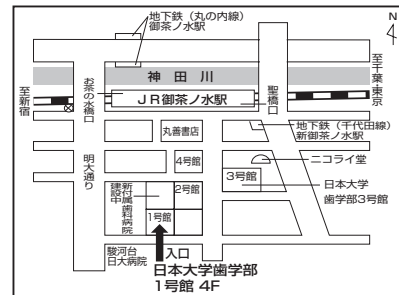 地下鉄（丸の内線）
御茶ノ水駅
N
神田川
至新宿
お茶の水橋口
JR御茶ノ水駅
聖橋口
至千葉・東京
丸善書店
地下鉄（千代田線）
新御茶ノ水駅
明大通り
4号館
ニコライ堂
3号館
日本大学
歯学部3号館
新付属歯科病院
建設中
2号館
1号館
駿河台
日大病院
入口
日本大学歯学部
1号館 4F